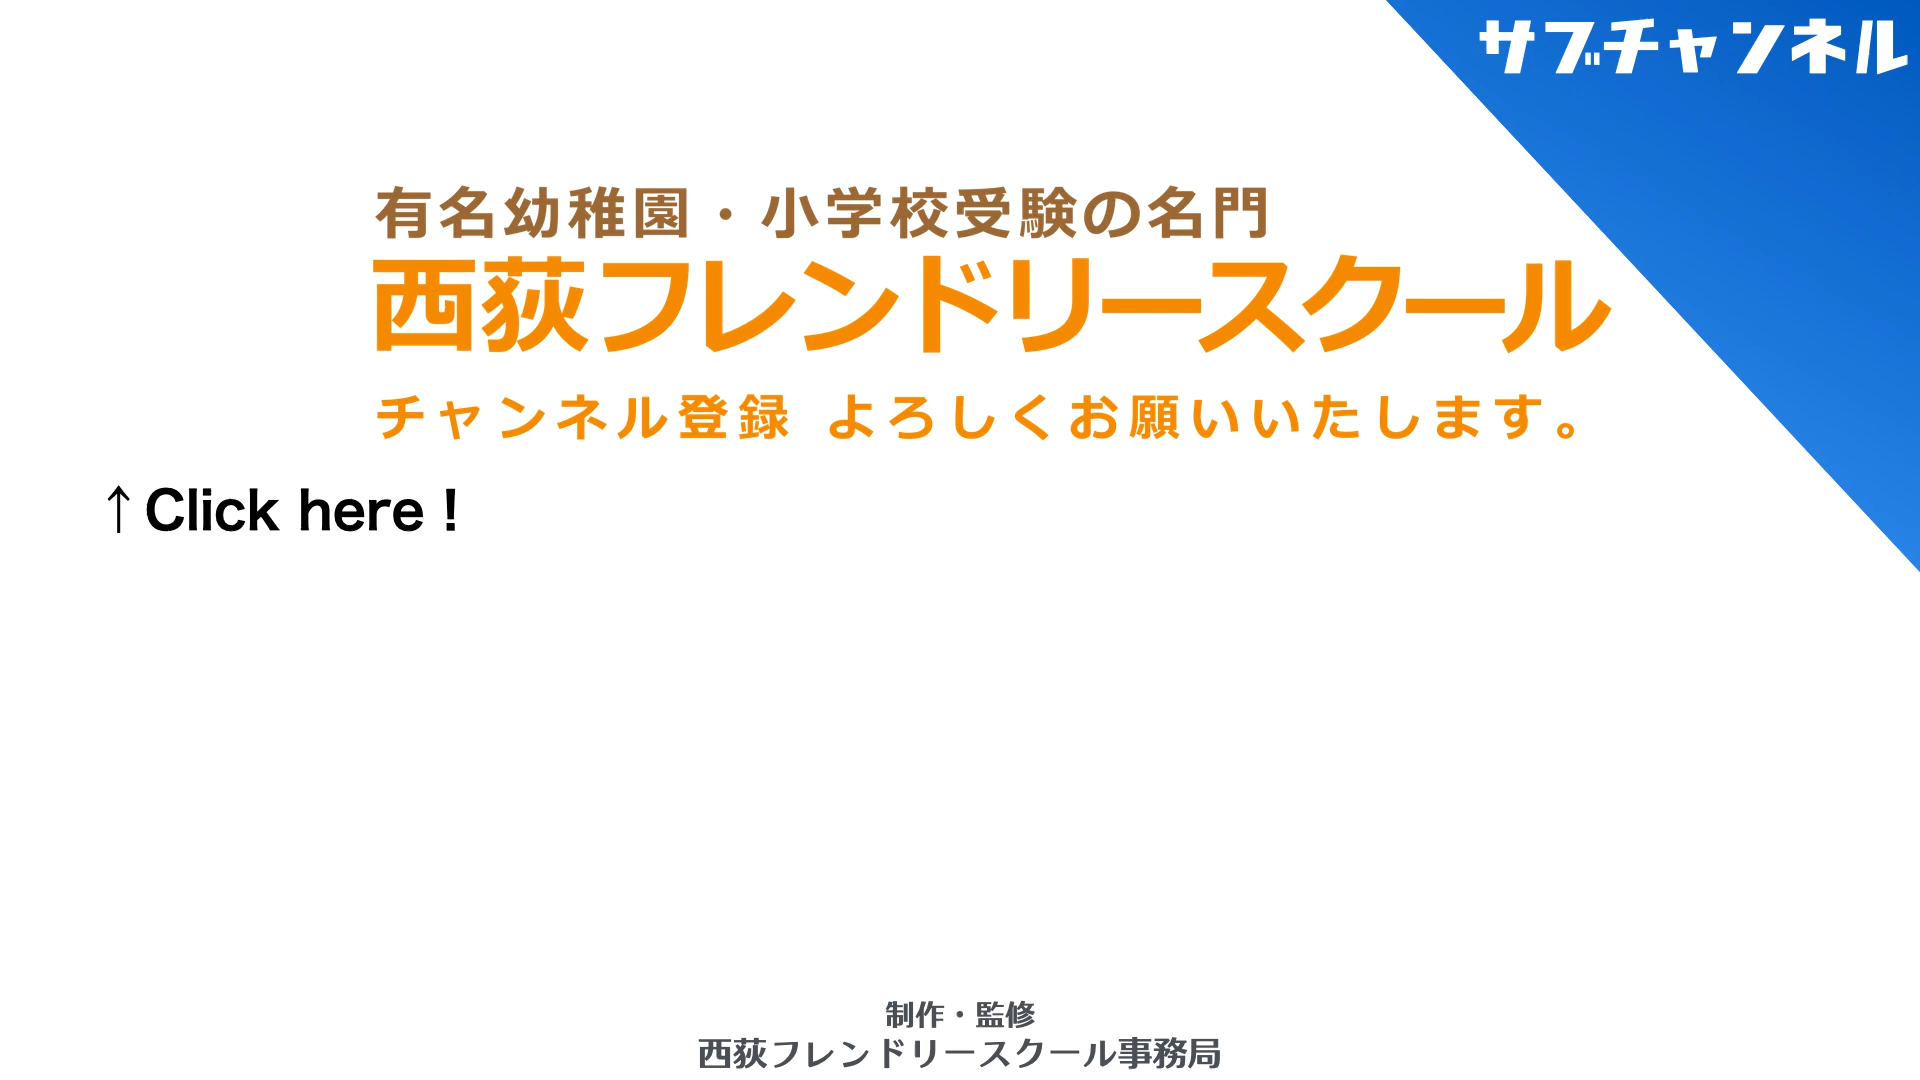 サブチャンネル
有名幼稚園・小学校受験の名門
西荻フレンドリースクール
チャンネル登録 よろしくお願いいたします。
↑Click here !
制作・監修
西荻フレンドリースクール事務局